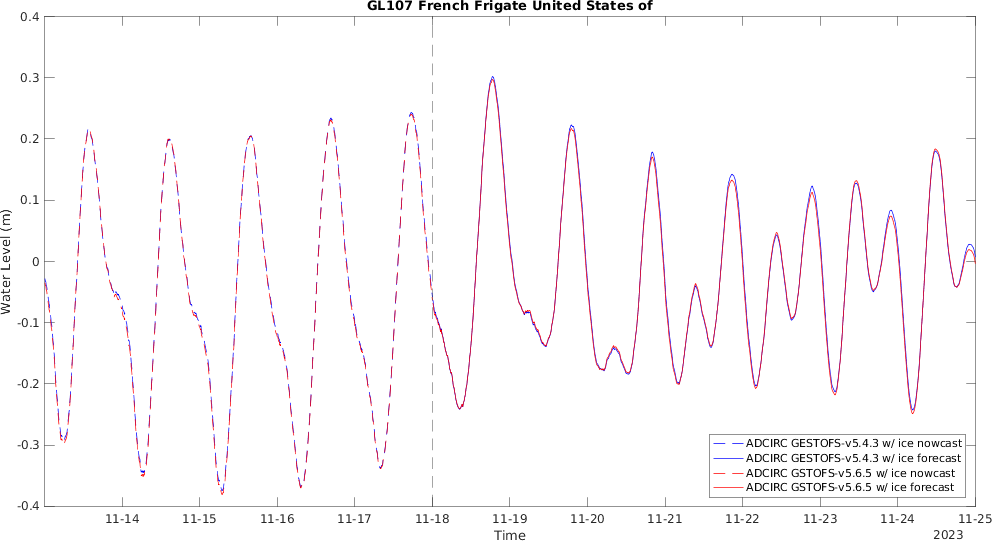 GL107 French Frigate United States of
Water Level (m)
0.4
0.3
0.2
0.1
0
-0.1
-0.2
-0.3
-0.4
ADCIRC GESTOFS-v5.4.3 w/ ice nowcast
ADCIRC GESTOFS-v5.4.3 w/ ice forecast
ADCIRC GSTOFS-v5.6.5 w/ ice nowcast
ADCIRC GSTOFS-v5.6.5 w/ ice forecast
11-14 11-15 11-16 11-17 11-18 11-19 11-20 11-21 11-22 11-23 11-24 11-25
Time
2023